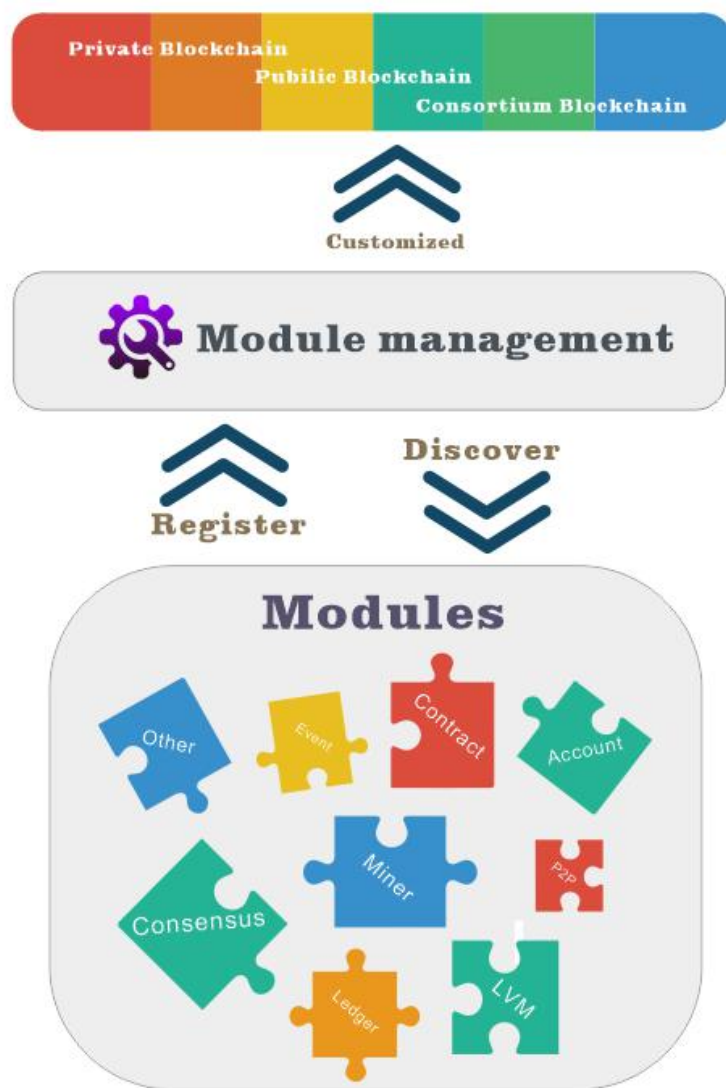 Private Blockchain
Pubilic Blockchain
Consortium Blockchain
Customized
Module management
Discover
Register
Modules
Other
Event
Contract
Account
Miner
P2P
Consensus
Ledger
LVM